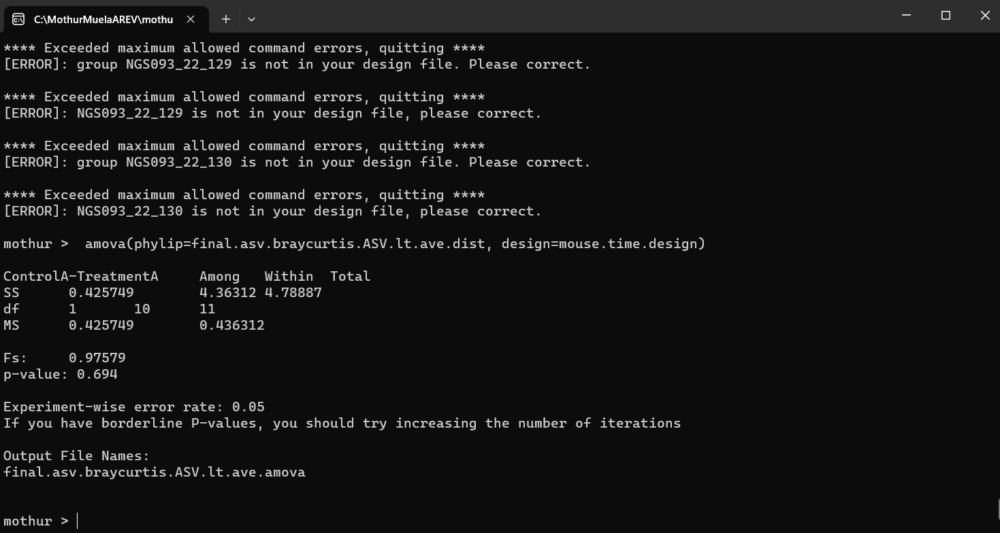 C:\MothurMuelaAREV\mothu
**** Exceeded maximum allowed command errors, quitting ****
[ERROR]: group NGS093_22_129 is not in your design file. Please correct.
**** Exceeded maximum allowed command errors, quitting ****
[ERROR]: NGS093_22_129 is not in your design file, please correct.
**** Exceeded maximum allowed command errors, quitting ****
[ERROR]: group NGS093_22_130 is not in your design file. Please correct.
**** Exceeded maximum allowed command errors, quitting ****
[ERROR]: NGS093_22_130 is not in your design file, please correct.
mothur >  amova(phylip=final.asv.braycurtis.ASV.lt.ave.dist, design=mouse.time.design)
ControlA-TreatmentA     Among   Within  Total
SS      0.425749        4.36312 4.78887
df      1       10      11
MS      0.425749        0.436312
Fs:     0.97579
p-value: 0.694
Experiment-wise error rate: 0.05
If you have borderline P-values, you should try increasing the number of iterations
Output File Names:
final.asv.braycurtis.ASV.lt.ave.amova
mothur >